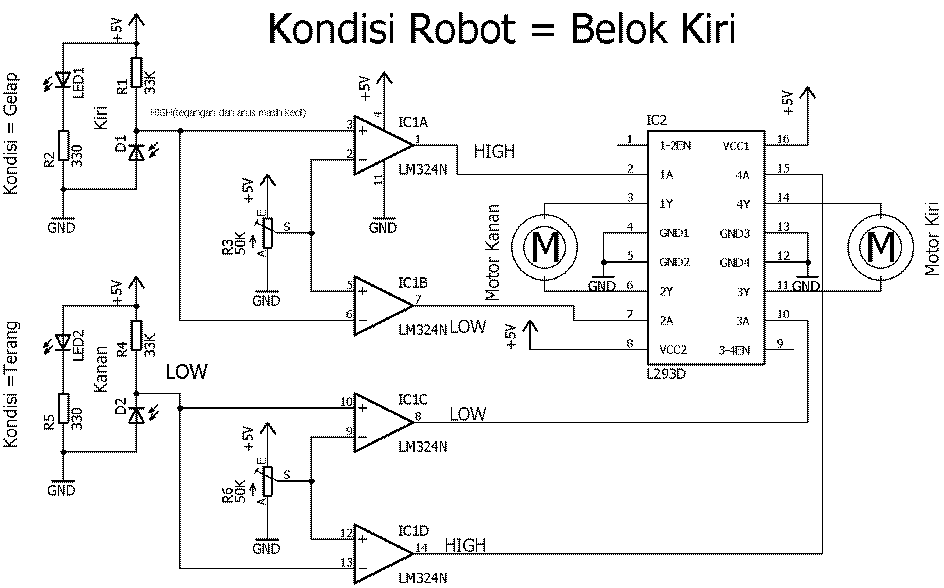 Kondisi Robot = Belok Kiri
Kondisi = Gelap
+5V
LED1
R1
33K
R2
330
Kiri
D1
GND
HIGH(tegangan dan arus masih kecil)
+5V
4
3
2
1
11
IC1A
LM324N
GND
HIGH
+5V
E
S
A
R3
50K
GND
5
6
7
IC1B
LM324N
LOW
Kondisi =Terang
+5V
LED2
R4
33K
R5
330
Kanan
D2
GND
LOW
10
9
8
IC1C
LM324N
LOW
+5V
E
S
A
R6
50K
GND
12
13
14
IC1D
LM324N
HIGH
IC2
+5V
1
1-2EN
VCC1
16
2
1A
4A
15
3
1Y
4Y
14
4
GND1
GND3
13
5
GND2
GND4
12
6
2Y
3Y
11
7
2A
3A
10
8
VCC2
3-4EN
9
L293D
GND
GND
+5V
Motor Kanan
M
Motor Kiri
M